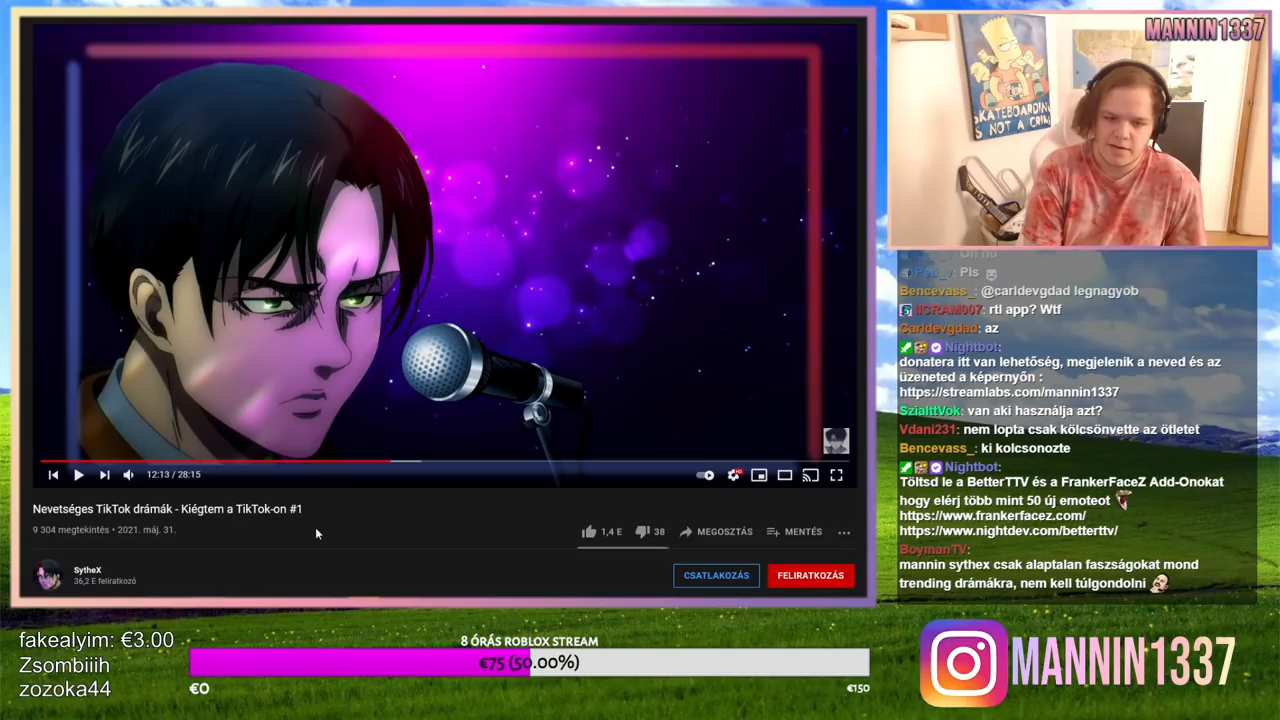 MANNIN1337
SKATEBOARDING
IS NOT A CRIME
12:13 / 28:15
HD
Nevetséges TikTok drámák - Kiégtem a TikTok-on #1
9 304 megtekintés • 2021. máj. 31.
1,4 E
38
MEGOSZTÁS
MENTÉS
SytheX
36,2 E feliratkozó
CSATLAKOZÁS
FELIRATKOZÁS
Pls
Bencevass_: @carldevgdad legnagyob
IICRAM007: rtl app? Wtf
Carldevgdad: az
Nightbot:
donatera itt van lehetőség, megjelenik a neved és az
üzeneted a képernyőn :
https://streamlabs.com/mannin1337
SzialttVok: van aki használja azt?
Vdani231: nem lopta csak kölcsönvette az ötletet
Bencevass_: ki kolcsonozte
Nightbot:
Töltsd le a BetterTTV és a FrankerFaceZ Add-Onokat
hogy elérj több mint 50 új emoteot
https://www.frankerfacez.com/
https://www.nightdev.com/betterttv/
BoymanTV:
mannin sythex csak alaptalan faszságokat mond
trending drámákra, nem kell túlgondolni
fakealyim: €3.00
Zsombiiih
zozoka44
8 ÓRÁS ROBLOX STREAM
€75 (50.00%)
€0
€150
MANNIN1337